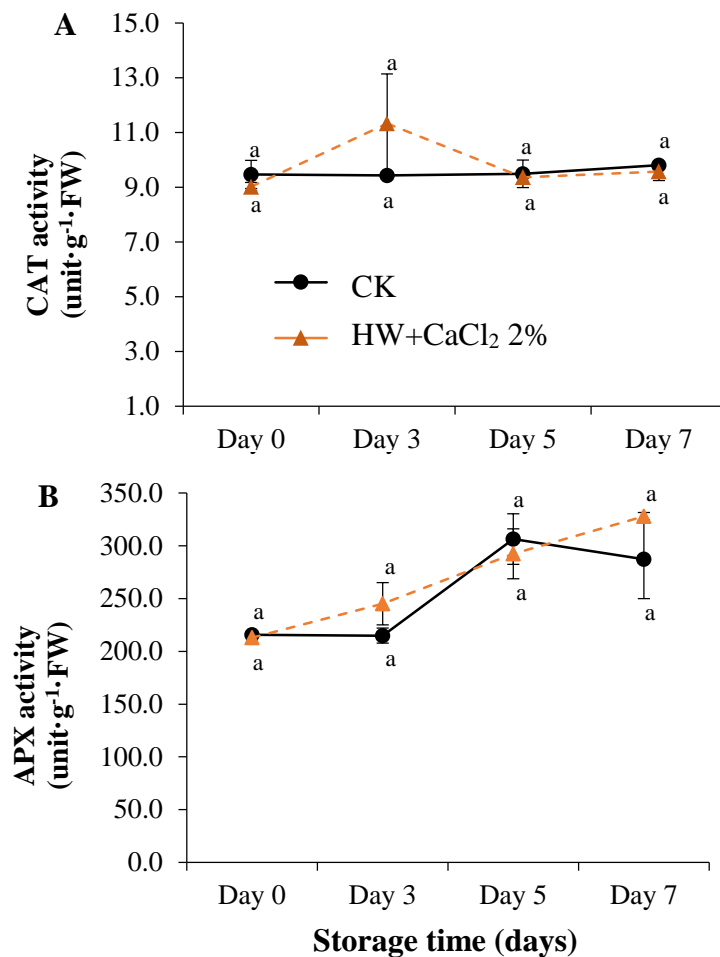 A
CAT activity
(unit·g⁻¹·FW)
15.0
13.0
11.0
9.0
7.0
5.0
3.0
1.0
a
a a a
a a a a
CK
HW+CaCl₂ 2%
Day 0 Day 3 Day 5 Day 7
B
APX activity
(unit·g⁻¹·FW)
350.0
300.0
250.0
200.0
150.0
100.0
50.0
0.0
a a a a
a a a a
Day 0 Day 3 Day 5 Day 7
Storage time (days)